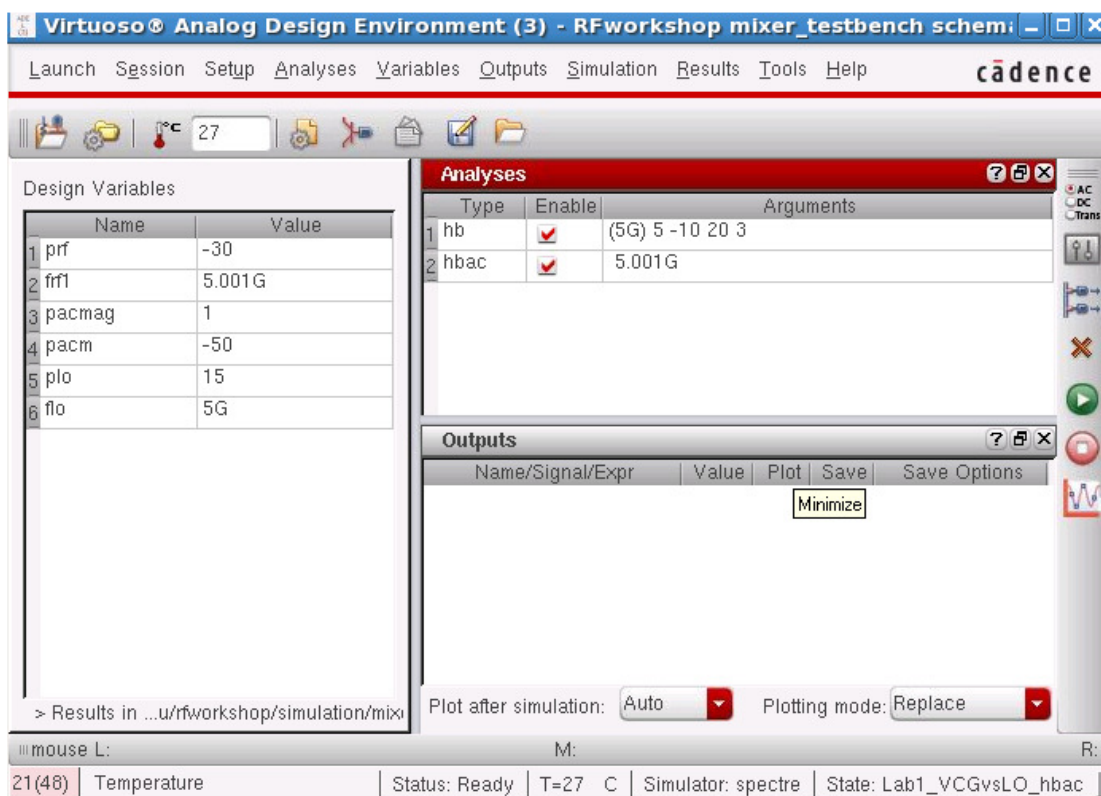 Virtuoso® Analog Design Environment (3) - RFworkshop mixer_testbench schem
Launch Session Setup Analyses Variables Outputs Simulation Results Tools Help cādence
°C 27
Design Variables
Name Value
1 prf -30
2 frf1 5.001G
3 pacmag 1
4 pacm -50
5 plo 15
6 flo 5G
> Results in ...u/rfworkshop/simulation/mix
Analyses
Type Enable Arguments
1 hb (5G) 5 -10 20 3
2 hbac 5.001G
AC
DC
Trans
Outputs
Name/Signal/Expr Value Plot Save Save Options
Minimize
Plot after simulation: Auto Plotting mode: Replace
mouse L: M: R:
21(48) Temperature Status: Ready T=27 C Simulator: spectre State: Lab1_VCGvsLO_hbac